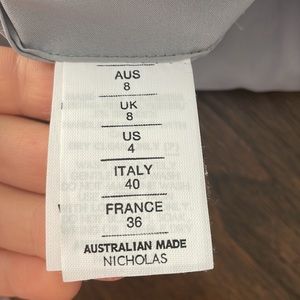 AUS
8
UK
8
US
4
ITALY
40
FRANCE
36
AUSTRALIAN MADE
NICHOLAS